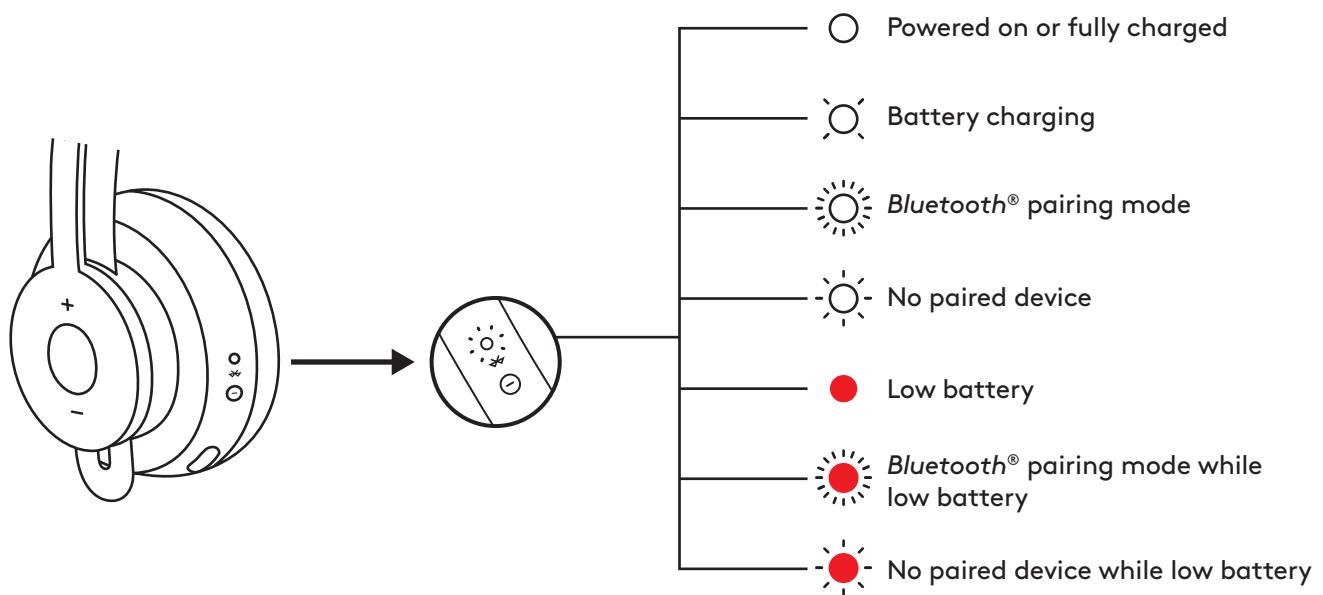 Powered on or fully charged
Battery charging
Bluetooth® pairing mode
No paired device
Low battery
Bluetooth® pairing mode while
low battery
No paired device while low battery